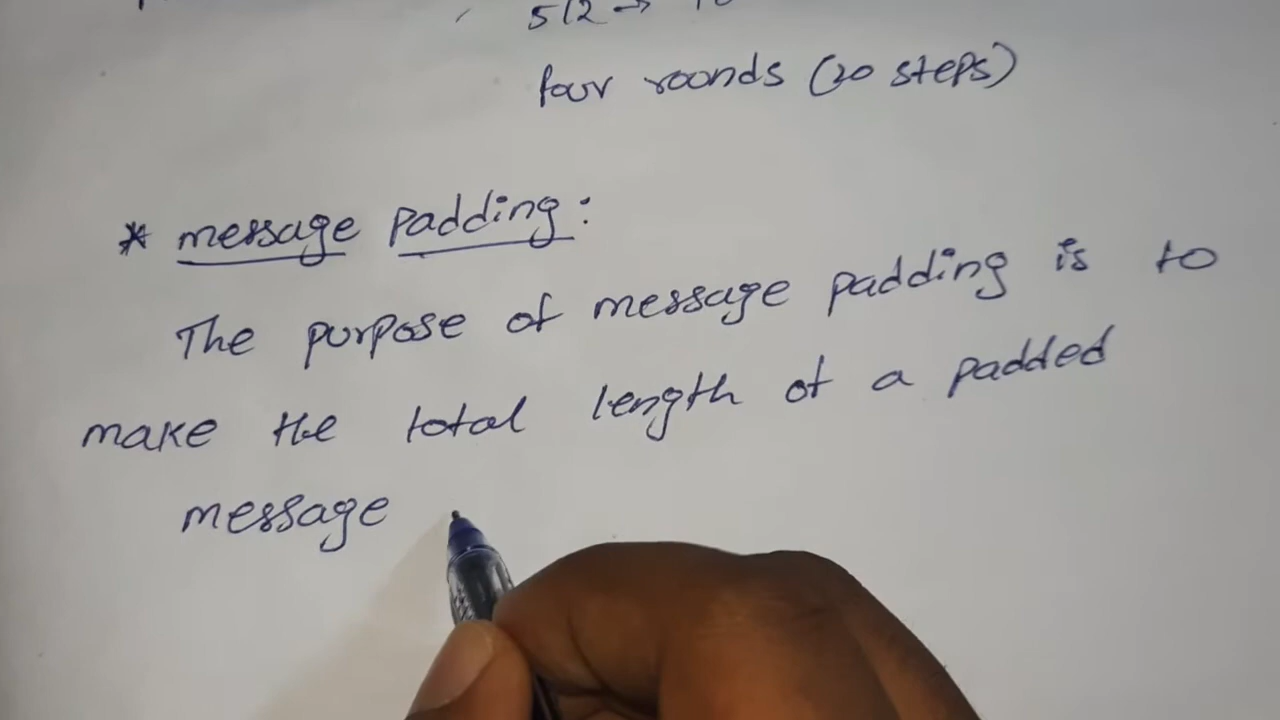 512 →
four rounds (20 steps)
* message padding:
The purpose of message padding is to
make the total length of a padded
message